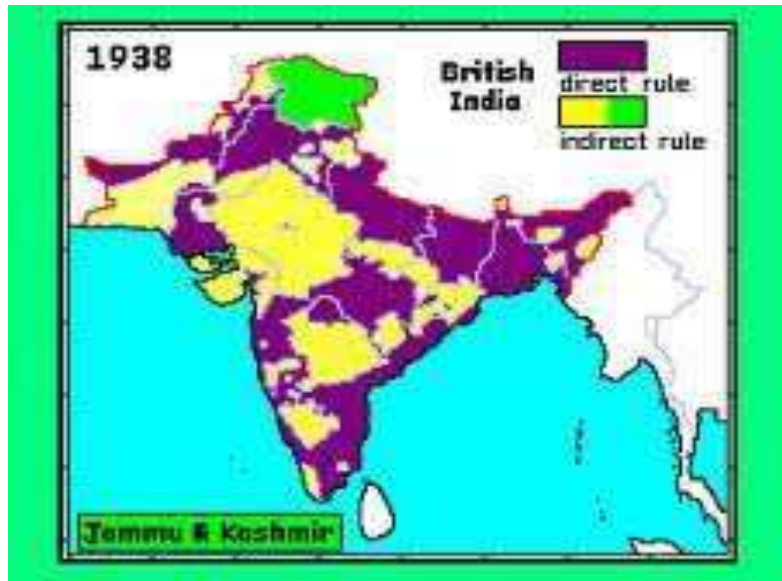 1938
British
India
direct rule
indirect rule
Jammu & Kashmir